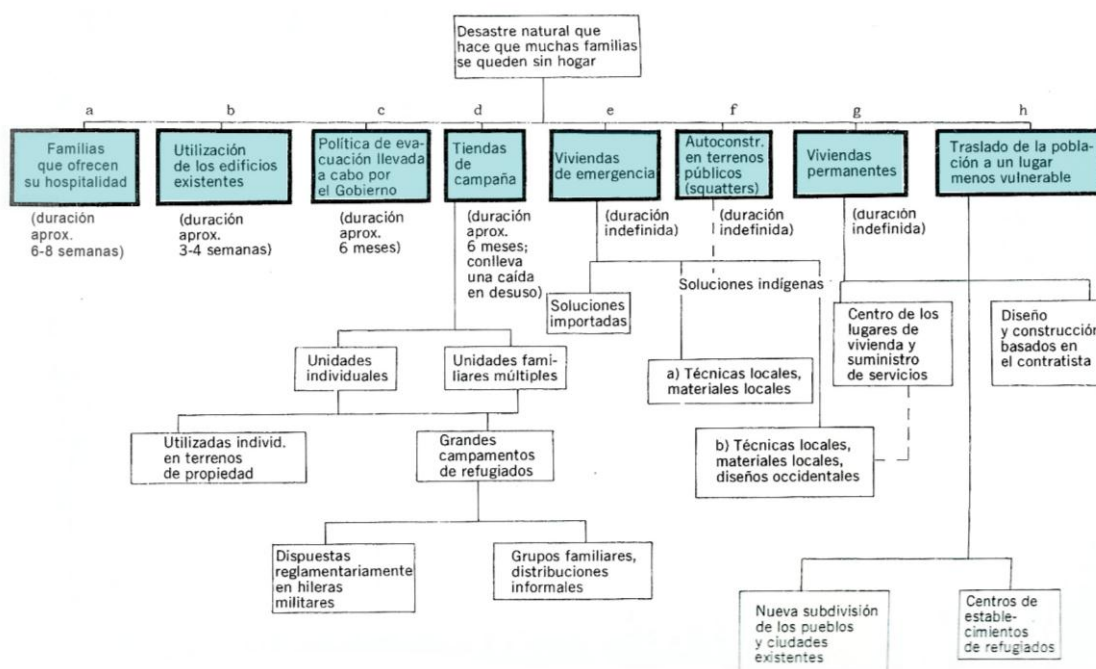 Desastre natural que
hace que muchas familias
se queden sin hogar
a
b
c
d
e
f
g
h
Familias
que ofrecen
su hospitalidad
Utilización
de los edificios
existentes
Política de eva-
cuación llevada
a cabo por
el Gobierno
Tiendas
de
campaña
Viviendas
de emergencia
Autoconstr.
en terrenos
públicos
(squatters)
Viviendas
permanentes
Traslado de la pobla-
ción a un lugar
menos vulnerable
(duración
aprox.
6-8 semanas)
(duración
aprox.
3-4 semanas)
(duración
aprox.
6 meses)
(duración
aprox.
6 meses;
conlleva
una caída
en desuso)
(duración
indefinida)
(duración
indefinida)
(duración
indefinida)
Soluciones indígenas
Soluciones
importadas
Centro de los
lugares de
vivienda y
suministro
de servicios
Diseño
y construcción
basados en
el contratista
Unidades
individuales
Unidades fami-
liares múltiples
a) Técnicas locales,
materiales locales
Utilizadas individ.
en terrenos
de propiedad
Grandes
campamentos
de refugiados
b) Técnicas locales,
materiales locales,
diseños occidentales
Dispuestas
reglamentariamente
en hileras
militares
Grupos familiares,
distribuciones
informales
Nueva subdivisión
de los pueblos
y ciudades
existentes
Centros de
estable-
cimientos
de refugiados